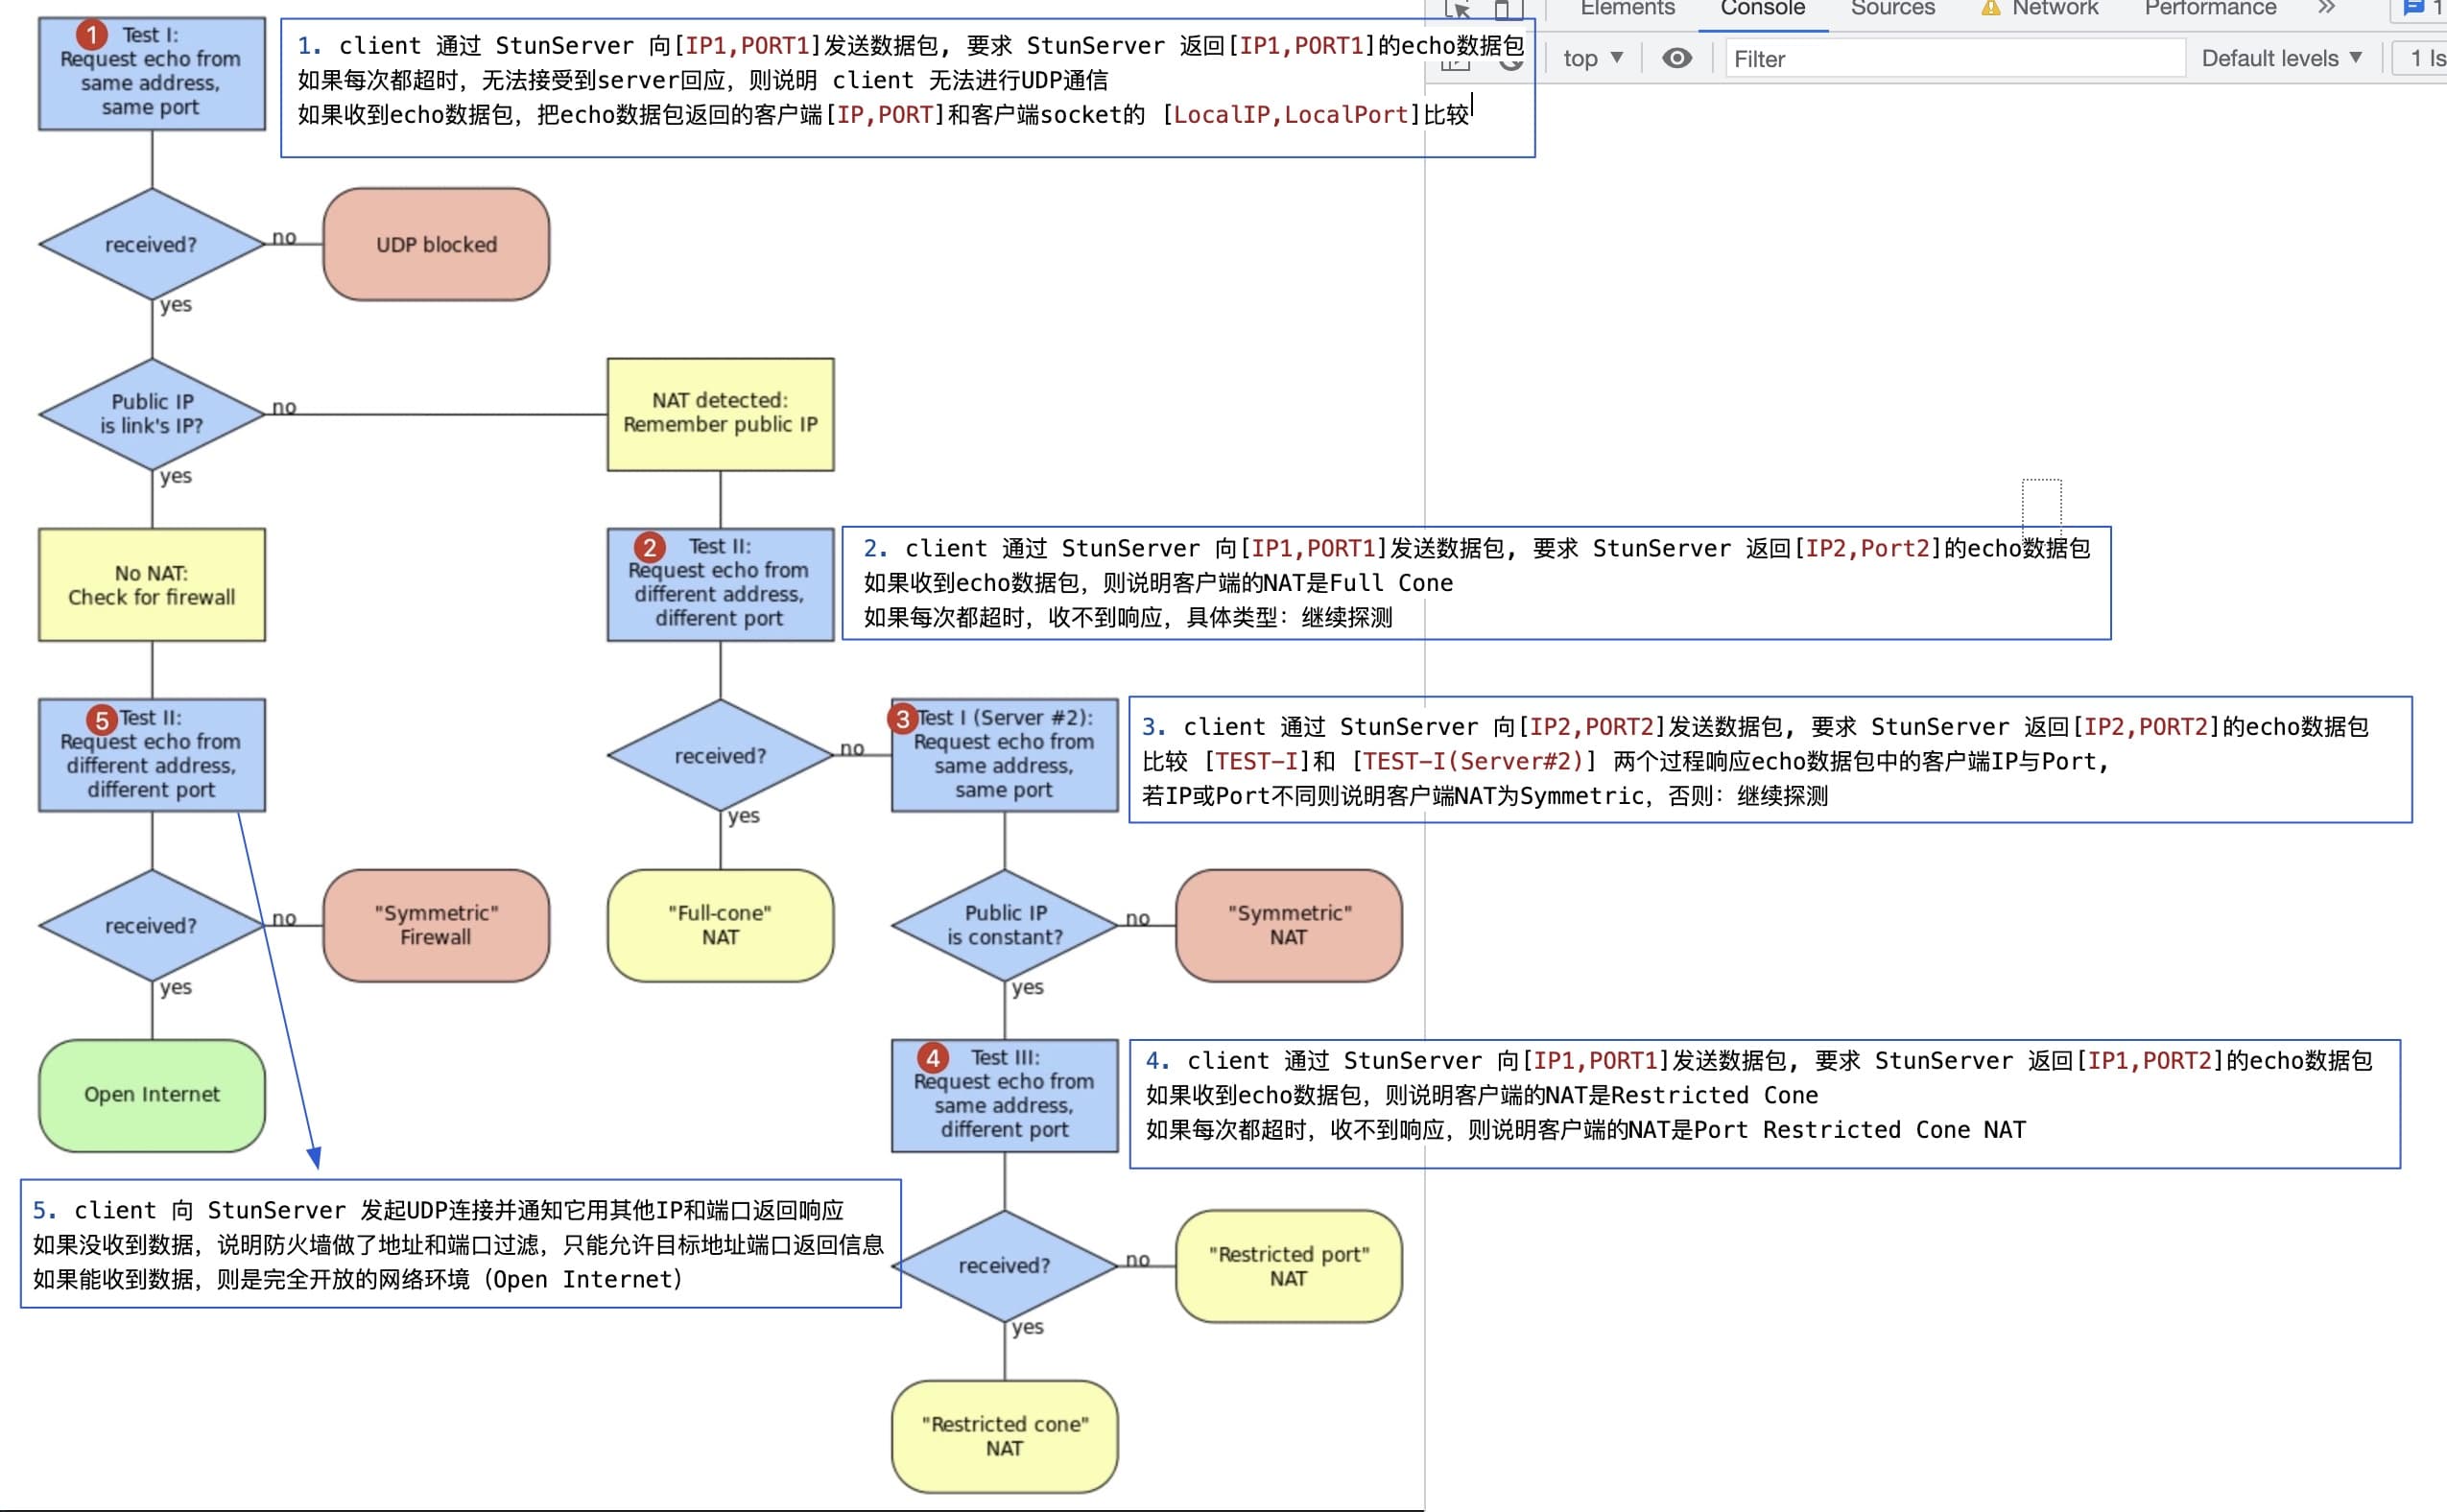 Elements Console Sources Network Performance 1
top Filter Default levels 1 Is
1 Test I:
Request echo from
same address,
same port
1. client 通过 StunServer 向[IP1,PORT1]发送数据包, 要求 StunServer 返回[IP1,PORT1]的echo数据包
如果每次都超时，无法接受到server回应，则说明 client 无法进行UDP通信
如果收到echo数据包，把echo数据包返回的客户端[IP,PORT]和客户端socket的 [LocalIP,LocalPort]比较
received?
no
UDP blocked
yes
Public IP
is link's IP?
no
NAT detected:
Remember public IP
yes
No NAT:
Check for firewall
2 Test II:
Request echo from
different address,
different port
2. client 通过 StunServer 向[IP1,PORT1]发送数据包, 要求 StunServer 返回[IP2,Port2]的echo数据包
如果收到echo数据包，则说明客户端的NAT是Full Cone
如果每次都超时，收不到响应，具体类型：继续探测
5 Test II:
Request echo from
different address,
different port
received?
no
3 Test I (Server #2):
Request echo from
same address,
same port
3. client 通过 StunServer 向[IP2,PORT2]发送数据包, 要求 StunServer 返回[IP2,PORT2]的echo数据包
比较 [TEST-I]和 [TEST-I(Server#2)] 两个过程响应echo数据包中的客户端IP与Port,
若IP或Port不同则说明客户端NAT为Symmetric，否则：继续探测
yes
received?
no
"Symmetric"
Firewall
"Full-cone"
NAT
Public IP
is constant?
no
"Symmetric"
NAT
yes
yes
Open Internet
4 Test III:
Request echo from
same address,
different port
4. client 通过 StunServer 向[IP1,PORT1]发送数据包, 要求 StunServer 返回[IP1,PORT2]的echo数据包
如果收到echo数据包，则说明客户端的NAT是Restricted Cone
如果每次都超时，收不到响应，则说明客户端的NAT是Port Restricted Cone NAT
5. client 向 StunServer 发起UDP连接并通知它用其他IP和端口返回响应
如果没收到数据，说明防火墙做了地址和端口过滤，只能允许目标地址端口返回信息
如果能收到数据，则是完全开放的网络环境（Open Internet）
received?
no
"Restricted port"
NAT
yes
"Restricted cone"
NAT